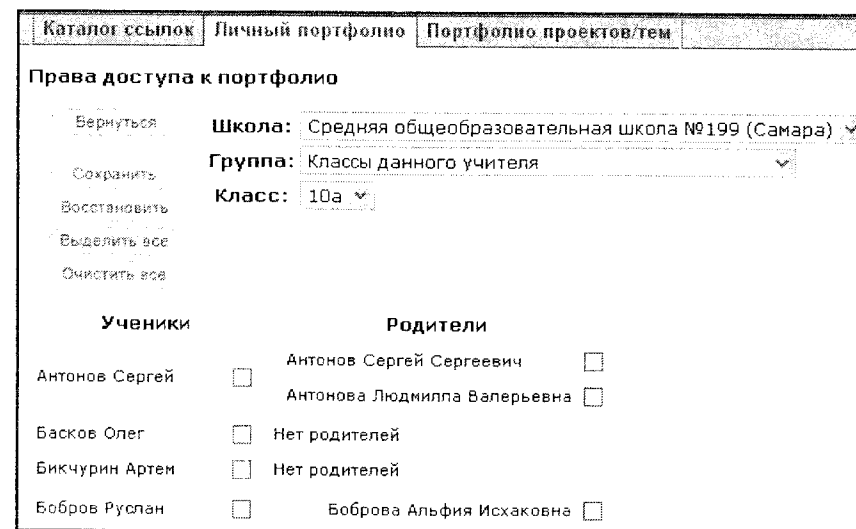 Каталог ссылок Личный портфолио Портфолио проектов/тем
Права доступа к портфолио
Вернуться
Школа: Средняя общеобразовательная школа №199 (Самара)
Группа: Классы данного учителя
Сохранить
Класс: 10а
Восстановить
Выделить все
Очистить все
Ученики Родители
Антонов Сергей Сергеевич
Антонов Сергей
Антонова Людмилла Валерьевна
Басков Олег Нет родителей
Бикчурин Артем Нет родителей
Бобров Руслан Боброва Альфия Исхаковна